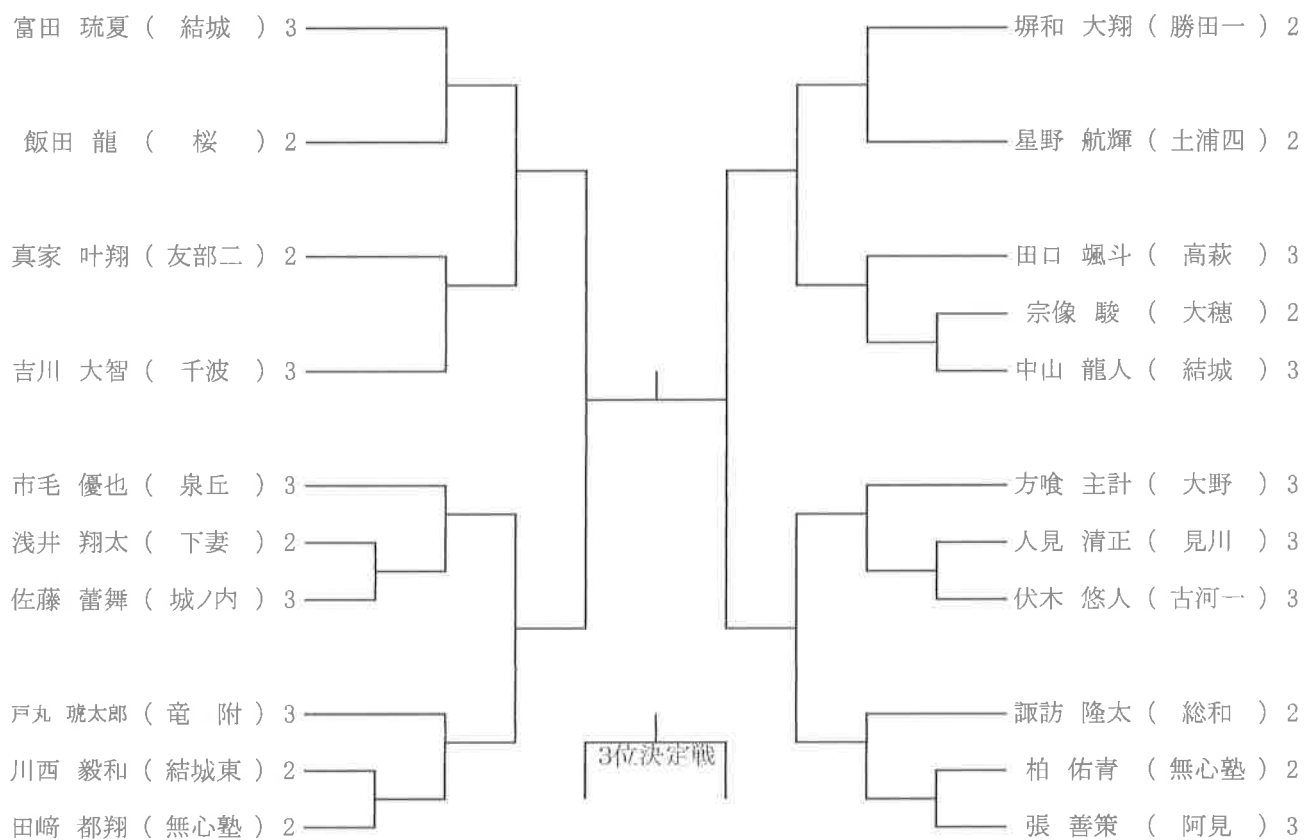 富田 琉夏 ( 結城 ) 3
飯田 龍 ( 桜 ) 2
真家 叶翔 ( 友部二 ) 2
吉川 大智 ( 千波 ) 3
市毛 優也 ( 泉丘 ) 3
浅井 翔太 ( 下妻 ) 2
佐藤 蕾舞 ( 城ノ内 ) 3
戸丸 琥太郎 ( 竜 附 ) 3
川西 毅和 ( 結城東 ) 2
田﨑 都翔 ( 無心塾 ) 2
塀和 大翔 ( 勝田一 ) 2
星野 航輝 ( 土浦四 ) 2
田口 颯斗 ( 高萩 ) 3
宗像 駿 ( 大穂 ) 2
中山 龍人 ( 結城 ) 3
方喰 主計 ( 大野 ) 3
人見 清正 ( 見川 ) 3
伏木 悠人 ( 古河一 ) 3
諏訪 隆太 ( 総和 ) 2
柏 佑青 ( 無心塾 ) 2
張 善策 ( 阿見 ) 3
3位決定戦